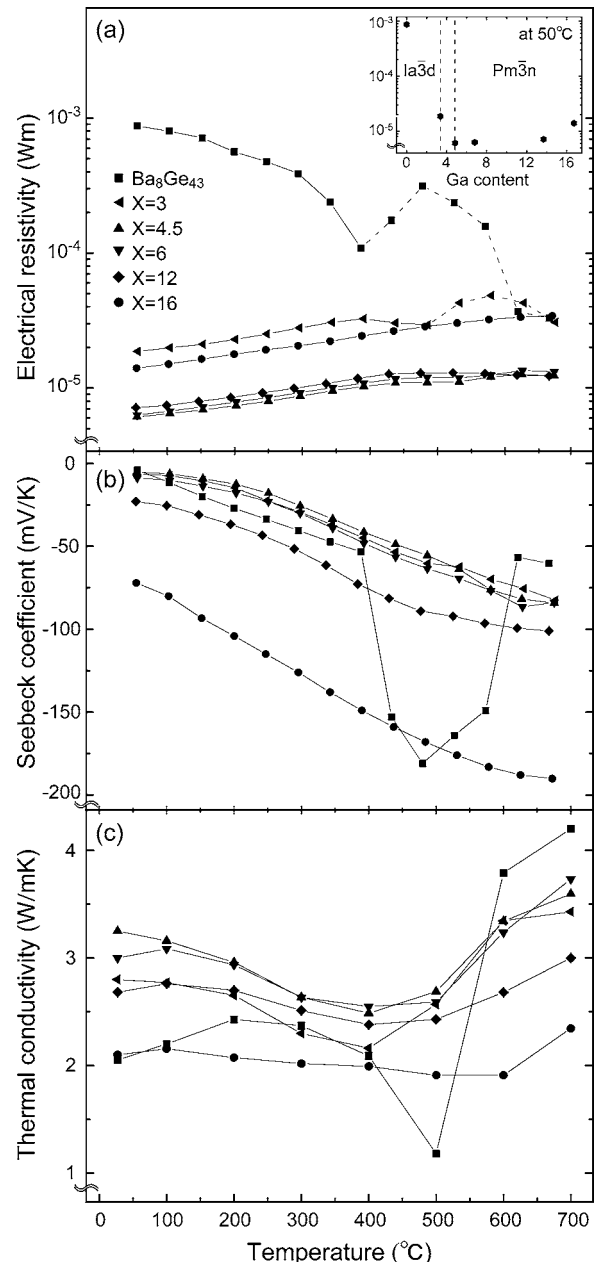 (a)
Electrical resistivity (Wm)
10⁻³
10⁻⁴
10⁻⁵
Ba₈Ge₄₃
X=3
X=4.5
X=6
X=12
X=16
10⁻³
10⁻⁴
10⁻⁵
at 50℃
Ia3̅d
Pm3̅n
0 4 8 12 16
Ga content
(b)
Seebeck coefficient (mV/K)
0
-50
-100
-150
-200
(c)
Thermal conductivity (W/mK)
4
3
2
1
0 100 200 300 400 500 600 700
Temperature (℃)